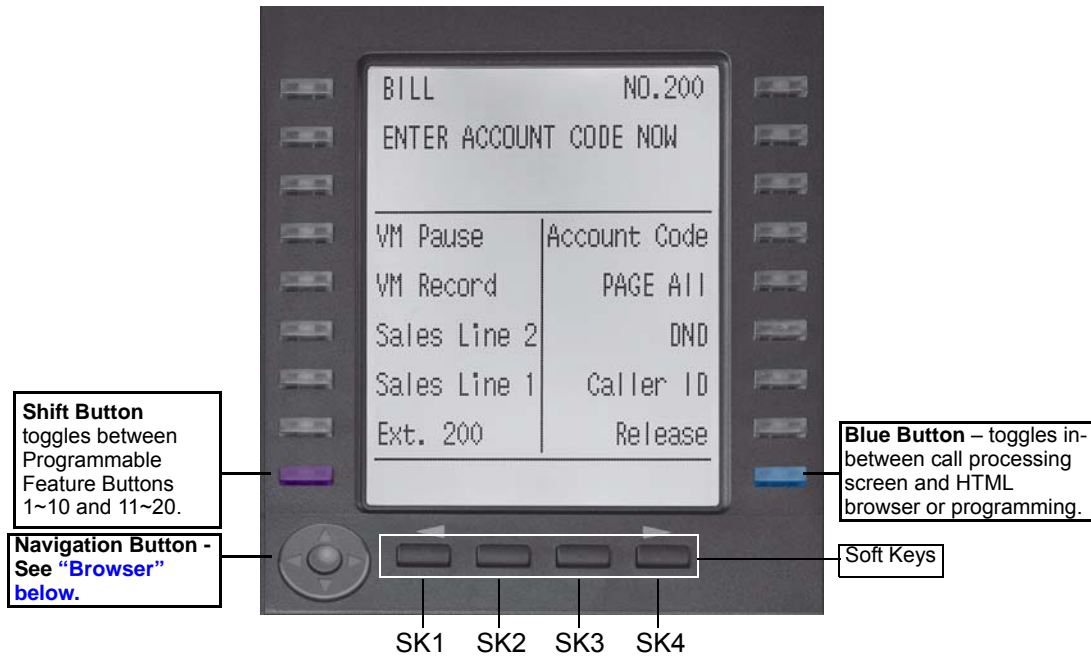 BILL NO.200
ENTER ACCOUNT CODE NOW
VM Pause Account Code
VM Record PAGE All
Sales Line 2 DND
Sales Line 1 Caller ID
Ext. 200 Release
Shift Button
toggles between
Programmable
Feature Buttons
1~10 and 11~20.
Blue Button – toggles in-
between call processing
screen and HTML
browser or programming.
Navigation Button -
See “Browser”
below.
Soft Keys
SK1 SK2 SK3 SK4